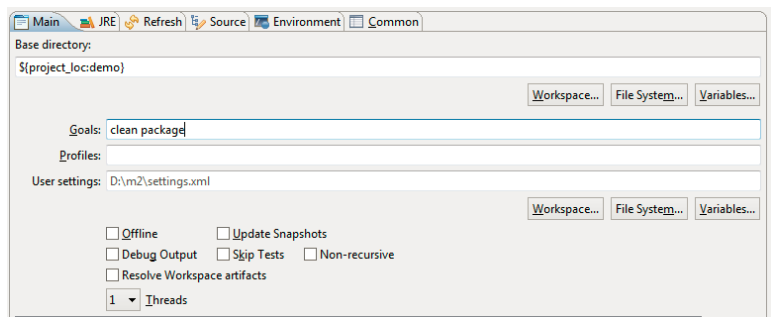 Main JRE Refresh Source Environment Common
Base directory:
${project_loc:demo}
Workspace... File System... Variables...
Goals: clean package
Profiles:
User settings: D:\m2\settings.xml
Workspace... File System... Variables...
Offline Update Snapshots
Debug Output Skip Tests Non-recursive
Resolve Workspace artifacts
1 Threads